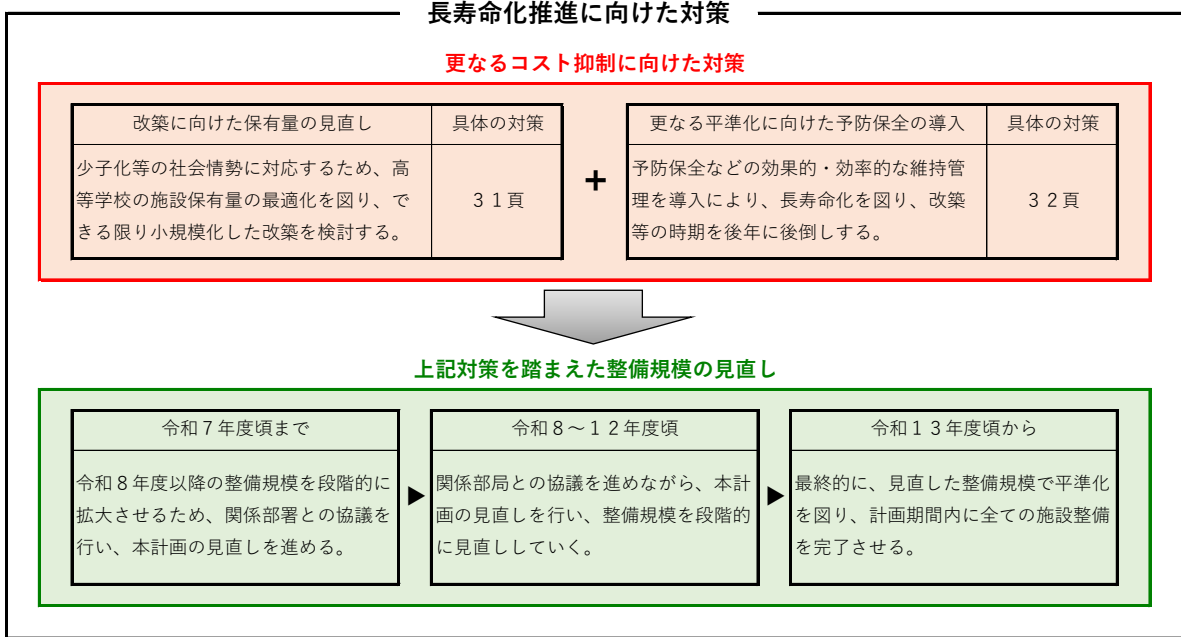 長寿命化推進に向けた対策
更なるコスト抑制に向けた対策
改築に向けた保有量の見直し
具体の対策
少子化等の社会情勢に対応するため、高
等学校の施設保有量の最適化を図り、で
きる限り小規模化した改築を検討する。
31頁
+
更なる平準化に向けた予防保全の導入
具体の対策
予防保全などの効果的・効率的な維持管
理を導入により、長寿命化を図り、改築
等の時期を後年に後倒しする。
32頁
上記対策を踏まえた整備規模の見直し
令和7年度頃まで
令和8年度以降の整備規模を段階的に
拡大させるため、関係部署との協議を
行い、本計画の見直しを進める。
令和8~12年度頃
関係部局との協議を進めながら、本計
画の見直しを行い、整備規模を段階的
に見直ししていく。
令和13年度頃から
最終的に、見直した整備規模で平準化
を図り、計画期間内に全ての施設整備
を完了させる。